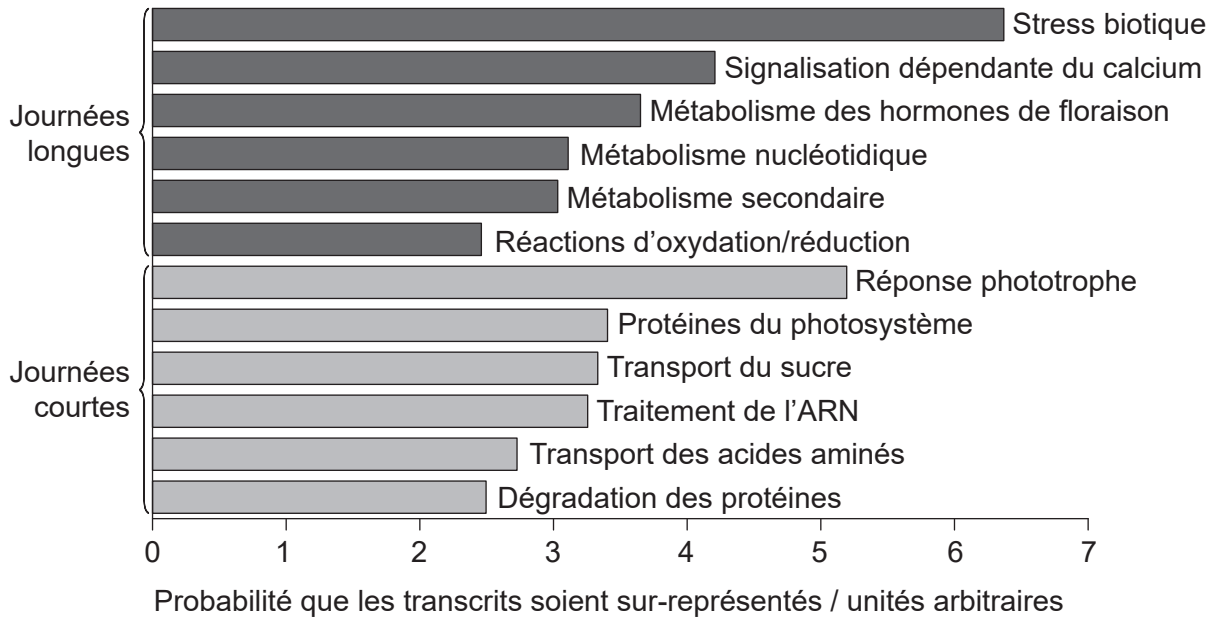 Stress biotique
Signalisation dépendante du calcium
Métabolisme des hormones de floraison
Journées
longues
Métabolisme nucléotidique
Métabolisme secondaire
Réactions d'oxydation/réduction
Réponse phototrophe
Protéines du photosystème
Journées
courtes
Transport du sucre
Traitement de l'ARN
Transport des acides aminés
Dégradation des protéines
0 1 2 3 4 5 6 7
Probabilité que les transcrits soient sur-représentés / unités arbitraires